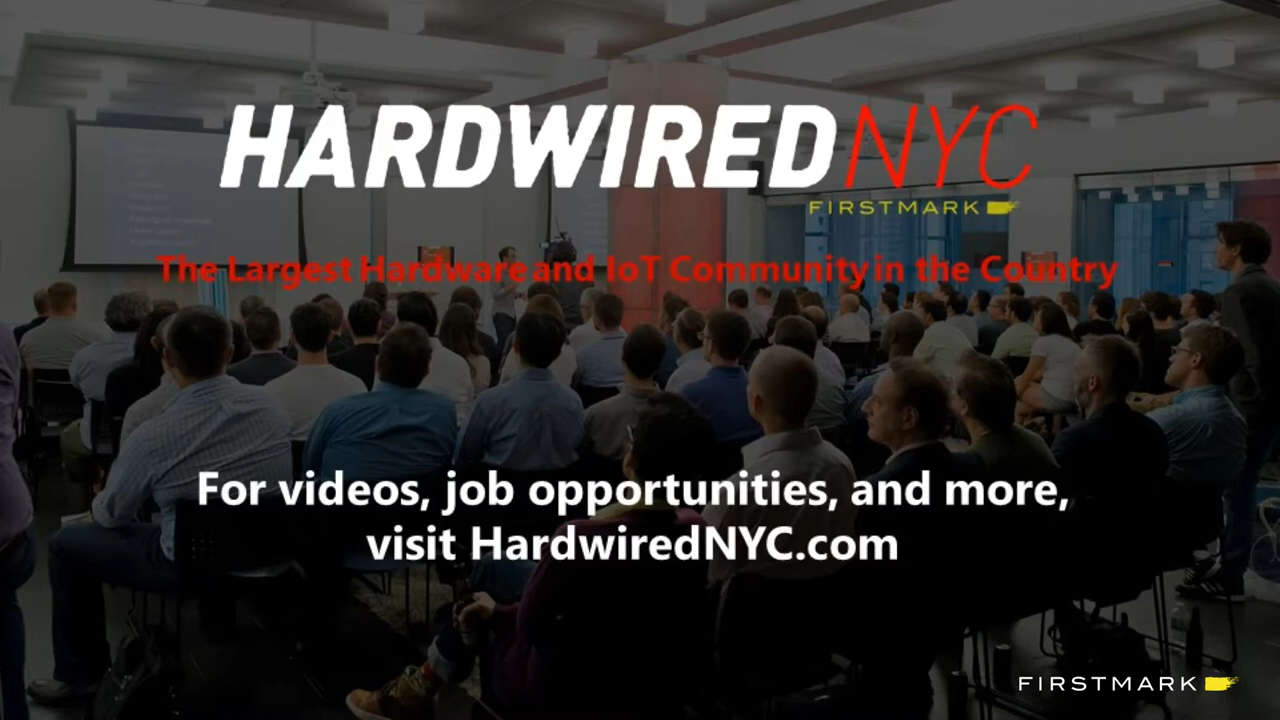 HARDWIREDNYC
FIRSTMARK
The Largest Hardware and IoT Community in the Country
For videos, job opportunities, and more,
visit HardwiredNYC.com
FIRSTMARK